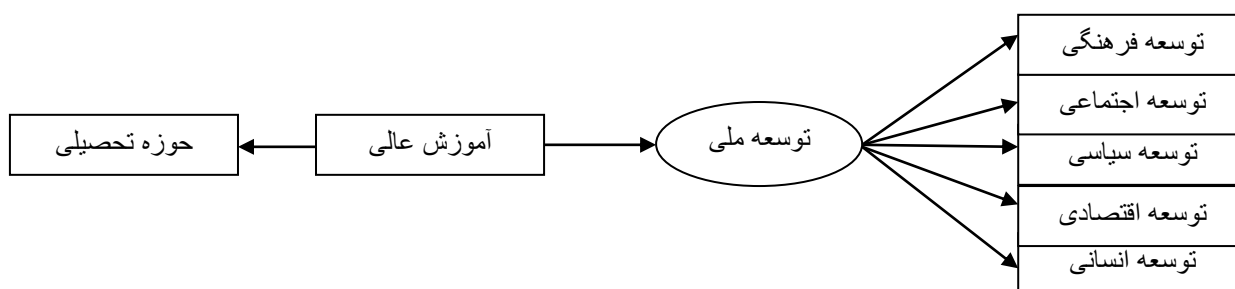 توسعه فرهنگی
توسعه اجتماعی
توسعه سیاسی
توسعه اقتصادی
توسعه انسانی
توسعه ملی
آموزش عالی
حوزه تحصیلی